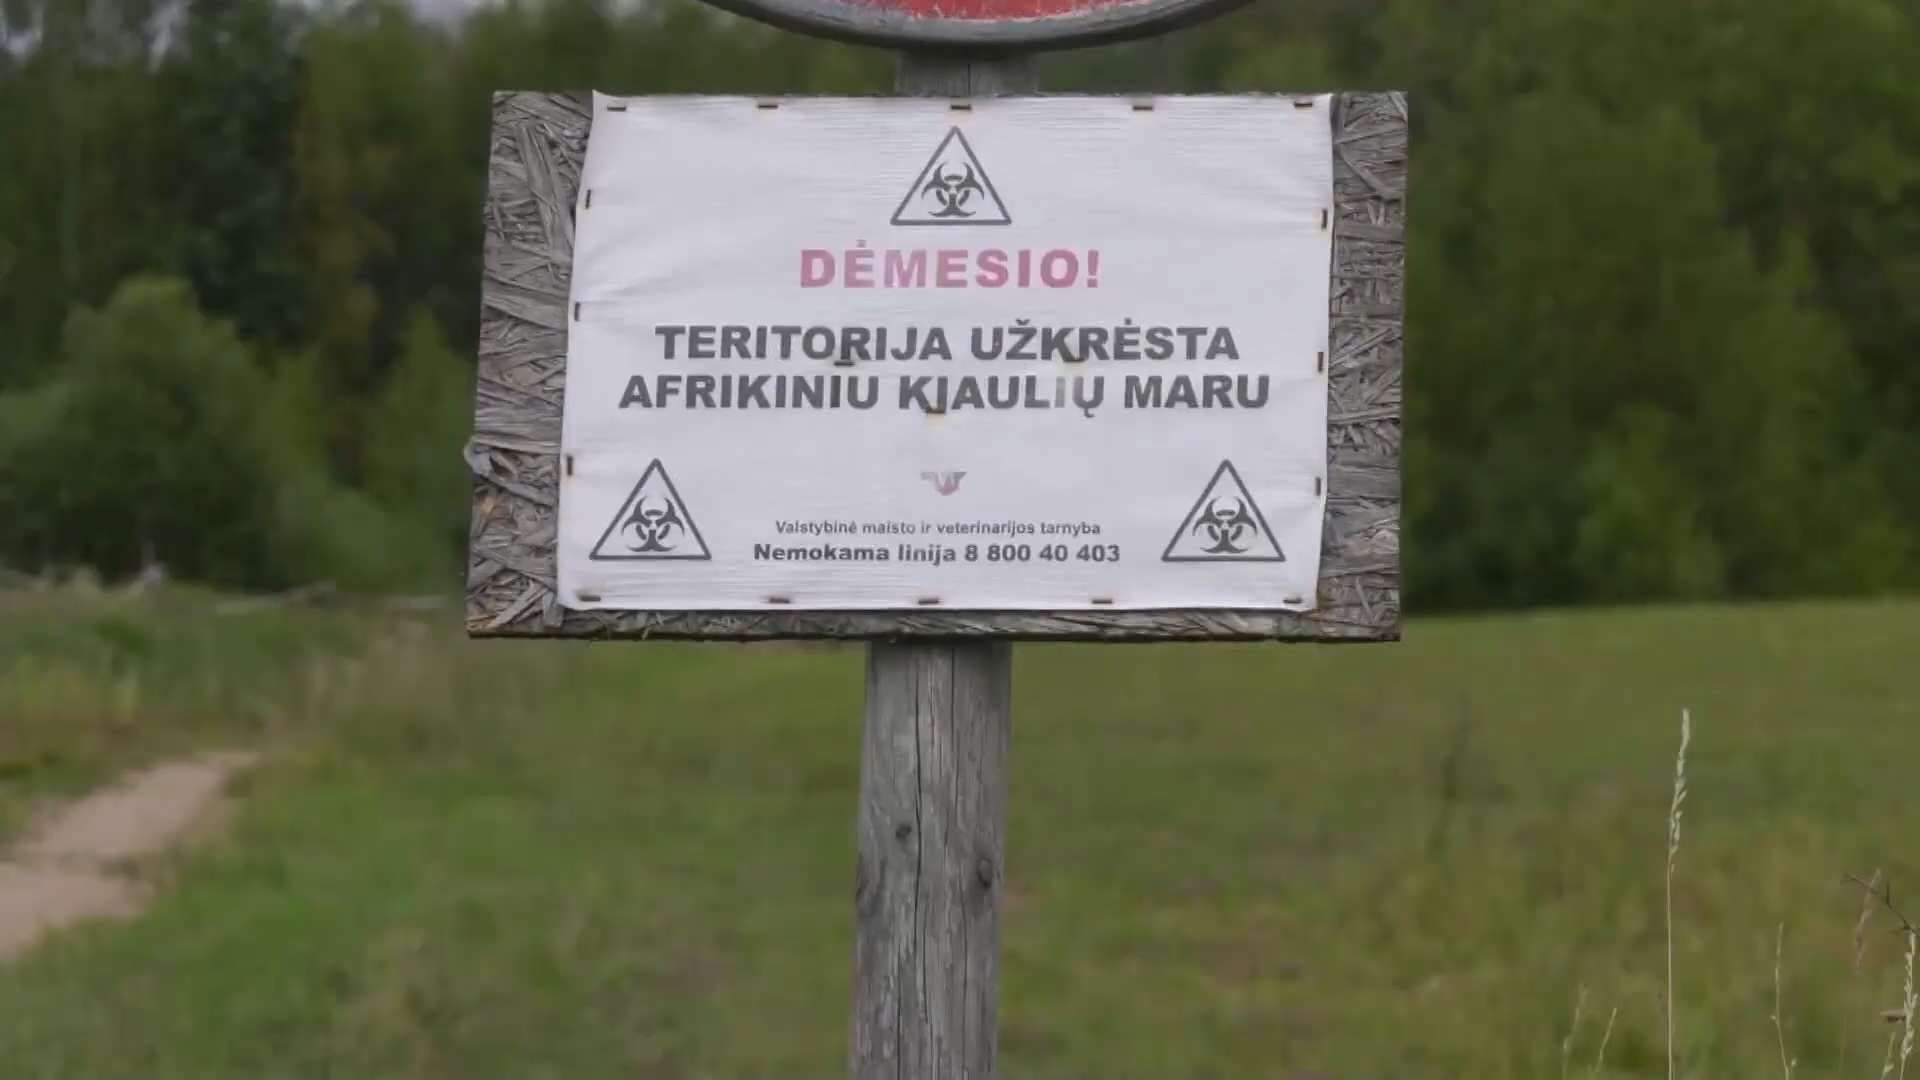 DĖMESIO!
TERITORIJA UŽKRĖSTA
AFRIKINIU KIAULIŲ MARU
Valstybinė maisto ir veterinarijos tarnyba
Nemokama linija 8 800 40 403